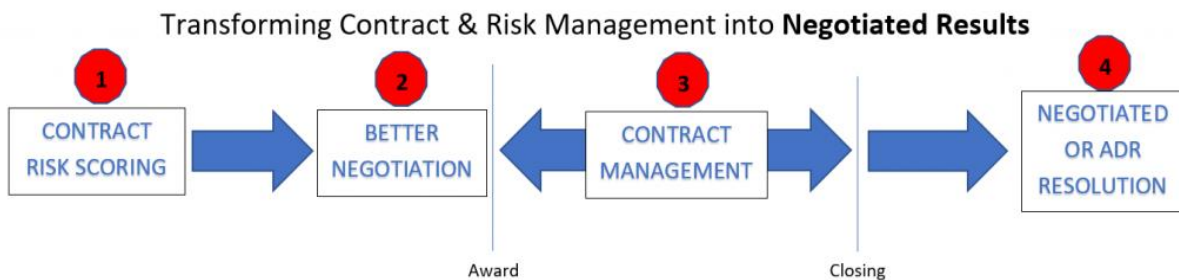 Transforming Contract & Risk Management into Negotiated Results
1
CONTRACT
RISK SCORING
2
BETTER
NEGOTIATION
3
CONTRACT
MANAGEMENT
4
NEGOTIATED
OR ADR
RESOLUTION
Award
Closing